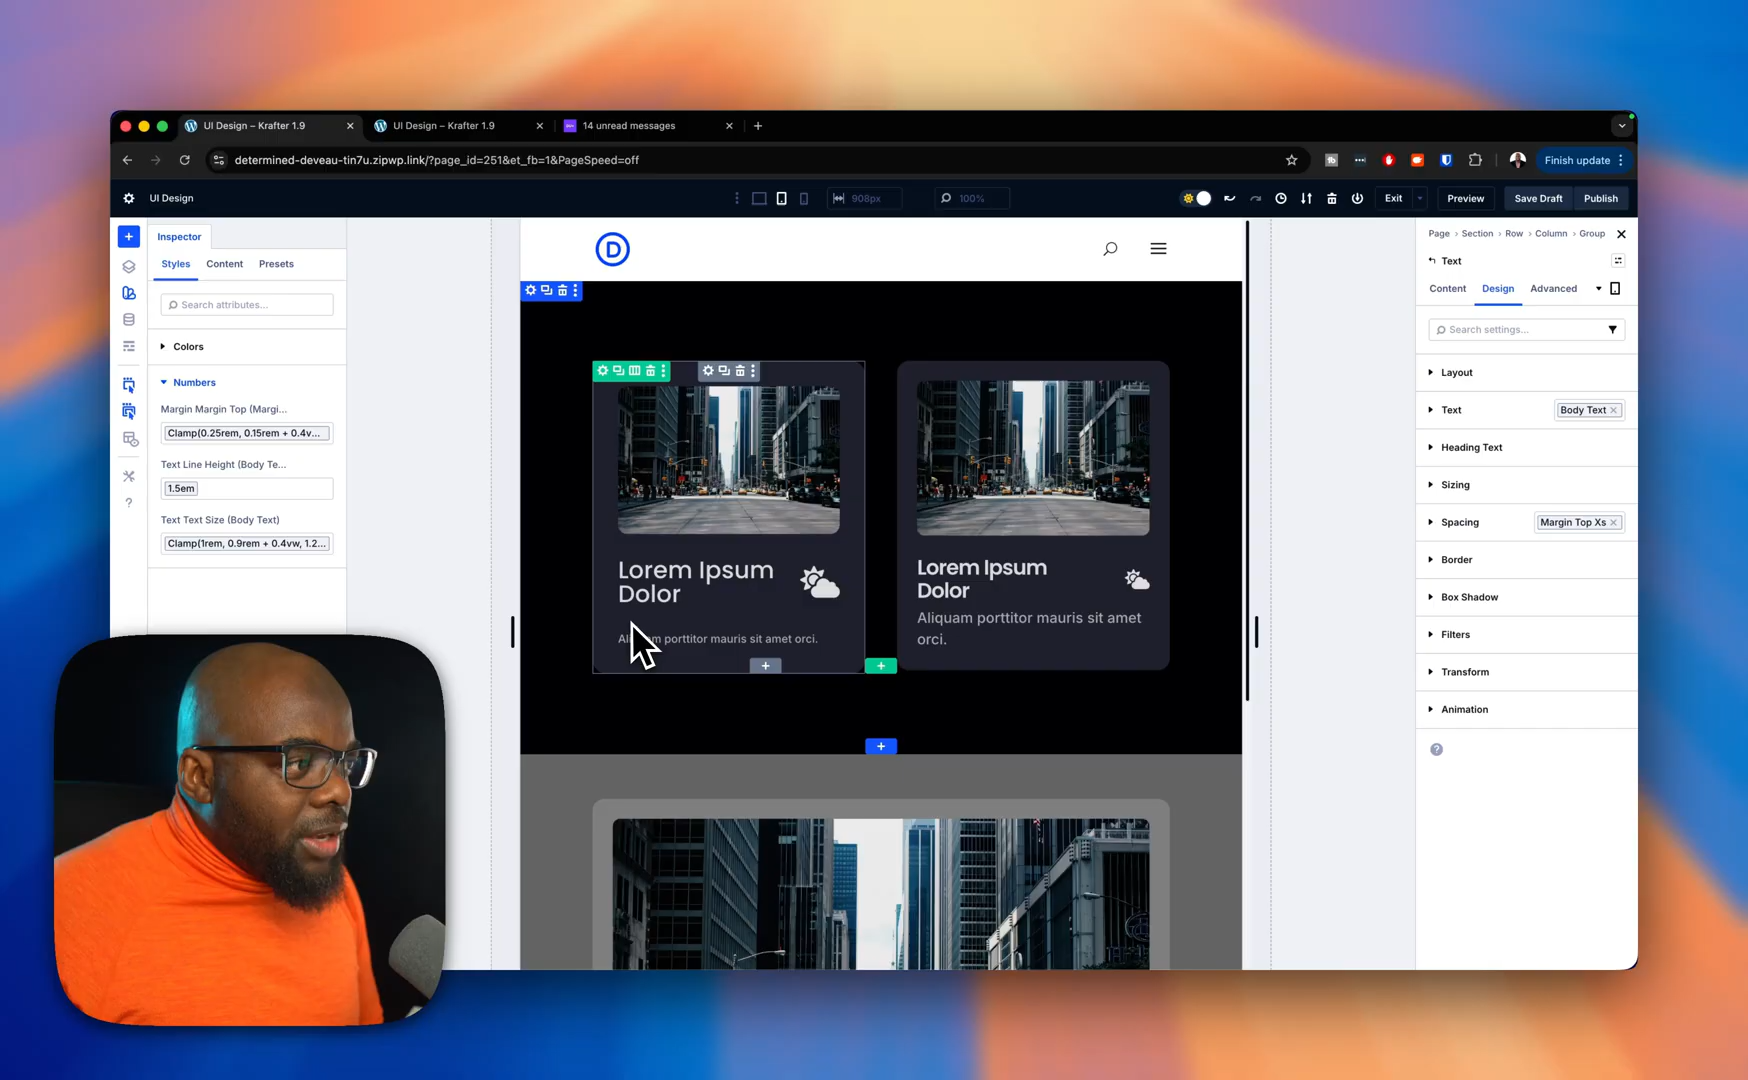 UI Design – Krafter 1.9
UI Design – Krafter 1.9
14 unread messages
determined-deveau-tin7u.zipwp.link/?page_id=251&et_fb=1&PageSpeed=off
Finish update
UI Design
908px
100%
Exit
Preview
Save Draft
Publish
Inspector
Styles
Content
Presets
Search attributes...
Colors
Numbers
Margin Margin Top (Margi...
Clamp(0.25rem, 0.15rem + 0.4v...
Text Line Height (Body Te...
1.5em
Text Text Size (Body Text)
Clamp(1rem, 0.9rem + 0.4vw, 1.2...
D
Lorem Ipsum
Dolor
porttitor mauris sit amet orci.
Lorem Ipsum
Dolor
Aliquam porttitor mauris sit amet
orci.
Page > Section > Row > Column > Group
Text
Content
Design
Advanced
Search settings...
Layout
Text
Body Text
Heading Text
Sizing
Spacing
Margin Top Xs
Border
Box Shadow
Filters
Transform
Animation